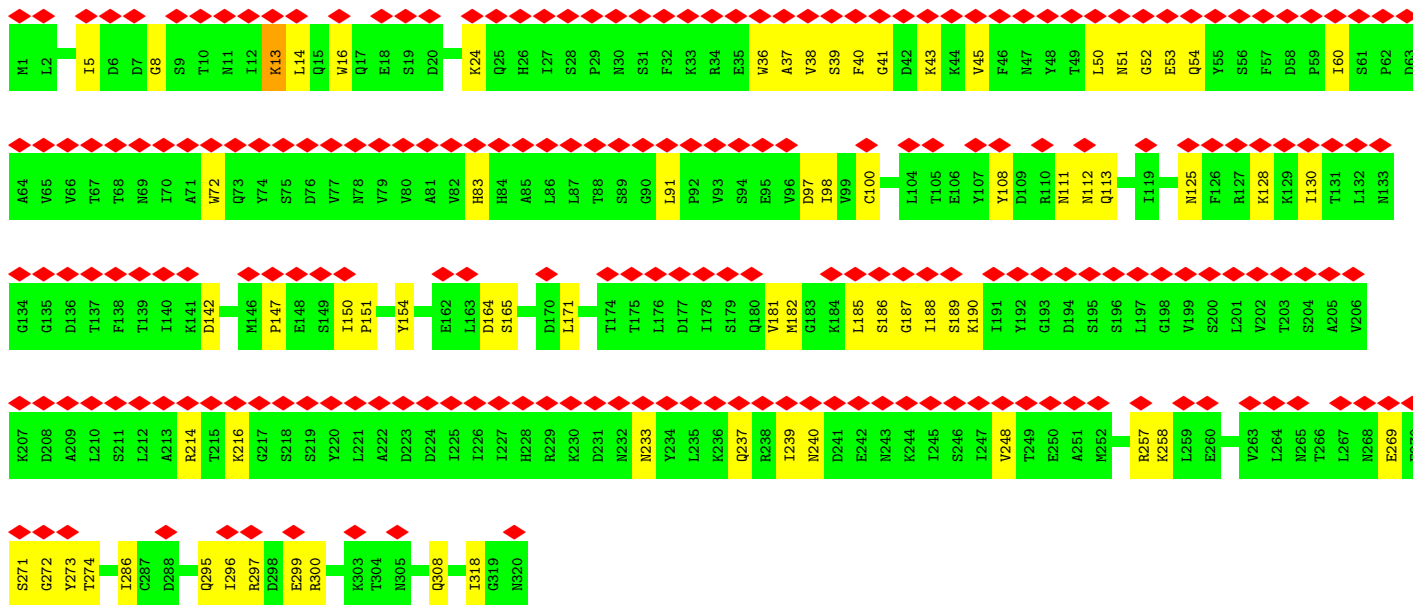 M1 L2 I5 D6 D7 G8 S9 T10 N11 I12 K13 L14 Q15 W16 Q17 E18 S19 D20 K24 Q25 H26 I27 S28 P29 N30 S31 F32 K33 R34 E35 W36 A37 V38 S39 F40 G41 D42 K43 K44 V45 F46 N47 Y48 T49 L50 N51 G52 E53 Q54 Y55 S56 F57 D58 P59 I60 S61 P62 D63
A64 V65 V66 T67 T68 N69 I70 A71 W72 Q73 Y74 S75 D76 V77 N78 V79 V80 A81 V82 H83 H84 A85 L86 L87 T88 S89 G90 L91 P92 V93 S94 E95 V96 D97 I98 V99 C100 L104 T105 E106 Y107 Y108 D109 R110 N111 N112 Q113 I119 N125 F126 R127 K128 K129 I130 T131 L132 N133
G134 G135 D136 T137 F138 T139 I140 K141 D142 M146 P147 E148 S149 I150 P151 Y154 E162 L163 D164 S165 D170 L171 T174 T175 L176 D177 I178 S179 Q180 V181 M182 G183 K184 L185 S186 G187 I188 S189 K190 I191 Y192 G193 D194 S195 S196 L197 G198 V199 S200 L201 V202 T203 S204 A205 V206
K207 D208 A209 L210 S211 L212 A213 R214 T215 K216 G217 S218 S219 Y220 L221 A222 D223 D224 I225 I226 I227 H228 R229 K230 D231 N232 N233 Y234 L235 K236 Q237 R238 I239 N240 D241 E242 N243 K244 I245 S246 I247 V248 T249 E250 A251 M252 R257 K258 L259 E260 V263 L264 N265 T266 L267 N268 E269
S271 G272 Y273 T274 I286 C287 D288 Q295 I296 R297 D298 E299 R300 K303 T304 N305 Q308 I318 G319 N320